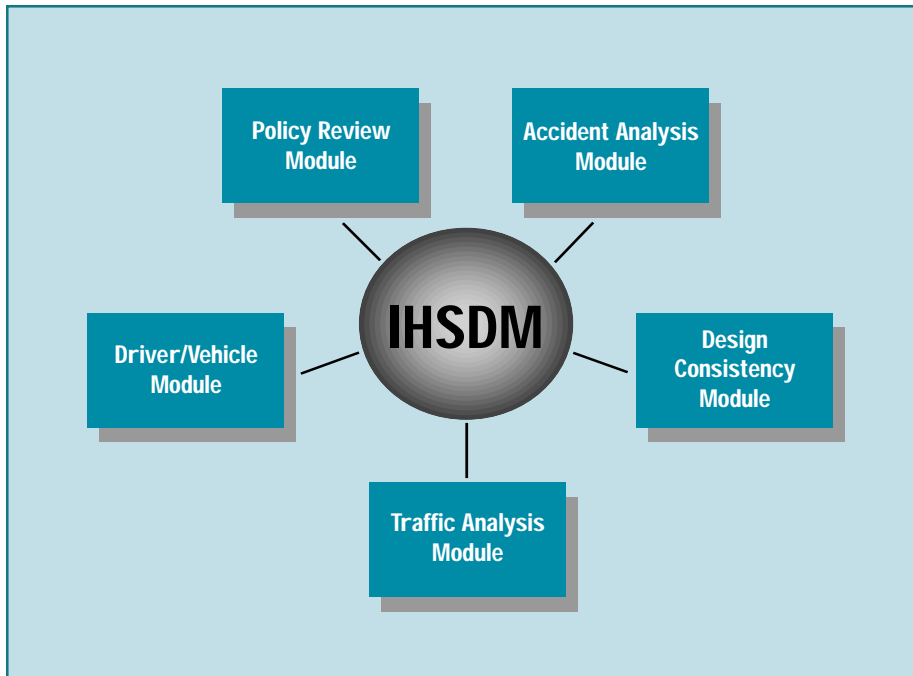 Policy Review
Module
Accident Analysis
Module
IHSDM
Driver/Vehicle
Module
Design
Consistency
Module
Traffic Analysis
Module